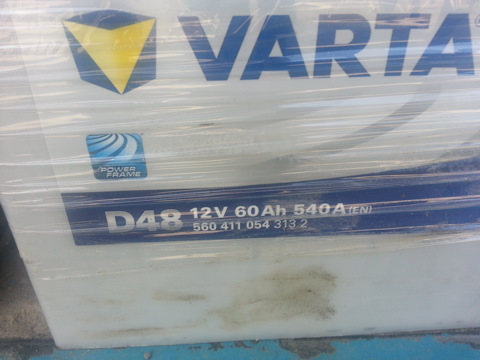 VARTA
POWER
FRAME
D48 12V 60Ah 540A (EN)
560 411 054 313 2